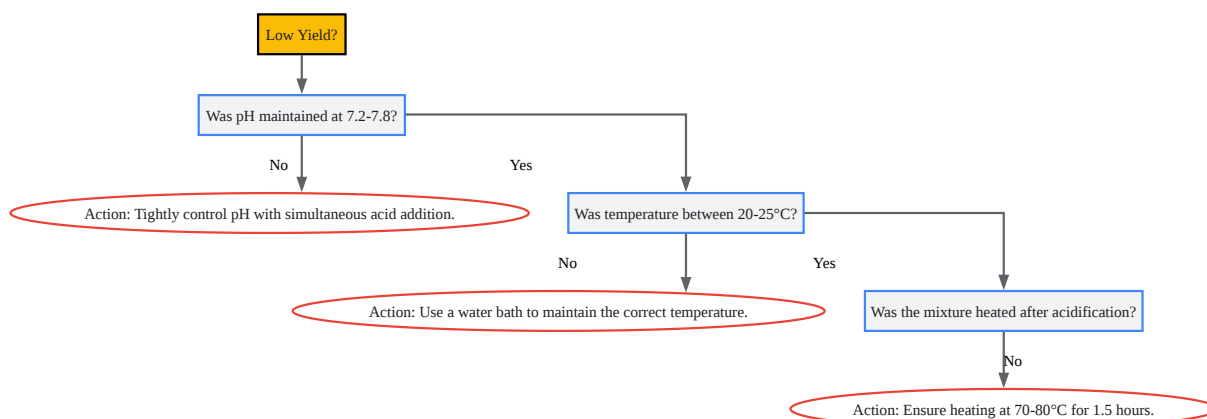 Low Yield?
Was pH maintained at 7.2-7.8?
No
Yes
Action: Tightly control pH with simultaneous acid addition.
Was temperature between 20-25°C?
No
Yes
Action: Use a water bath to maintain the correct temperature.
Was the mixture heated after acidification?
No
Action: Ensure heating at 70-80°C for 1.5 hours.